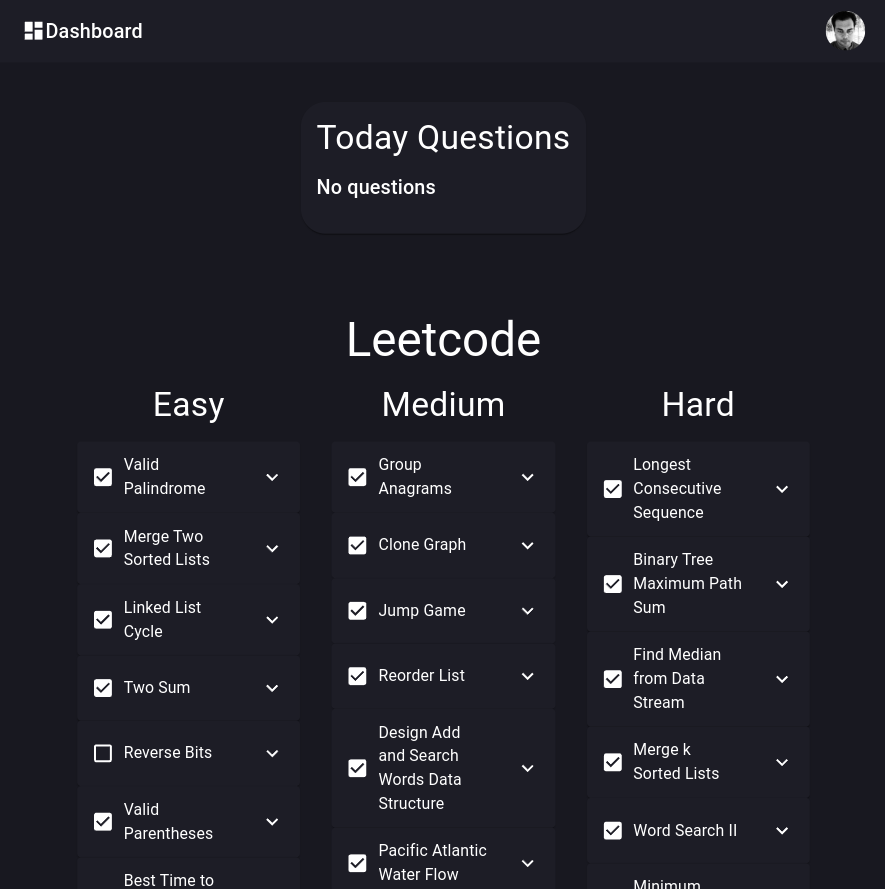 Dashboard
Today Questions
No questions
Leetcode
Easy
Valid
Palindrome
Merge Two
Sorted Lists
Linked List
Cycle
Two Sum
Reverse Bits
Valid
Parentheses
Best Time to
Medium
Group
Anagrams
Clone Graph
Jump Game
Reorder List
Design Add
and Search
Words Data
Structure
Pacific Atlantic
Water Flow
Hard
Longest
Consecutive
Sequence
Binary Tree
Maximum Path
Sum
Find Median
from Data
Stream
Merge k
Sorted Lists
Word Search II
Minimum